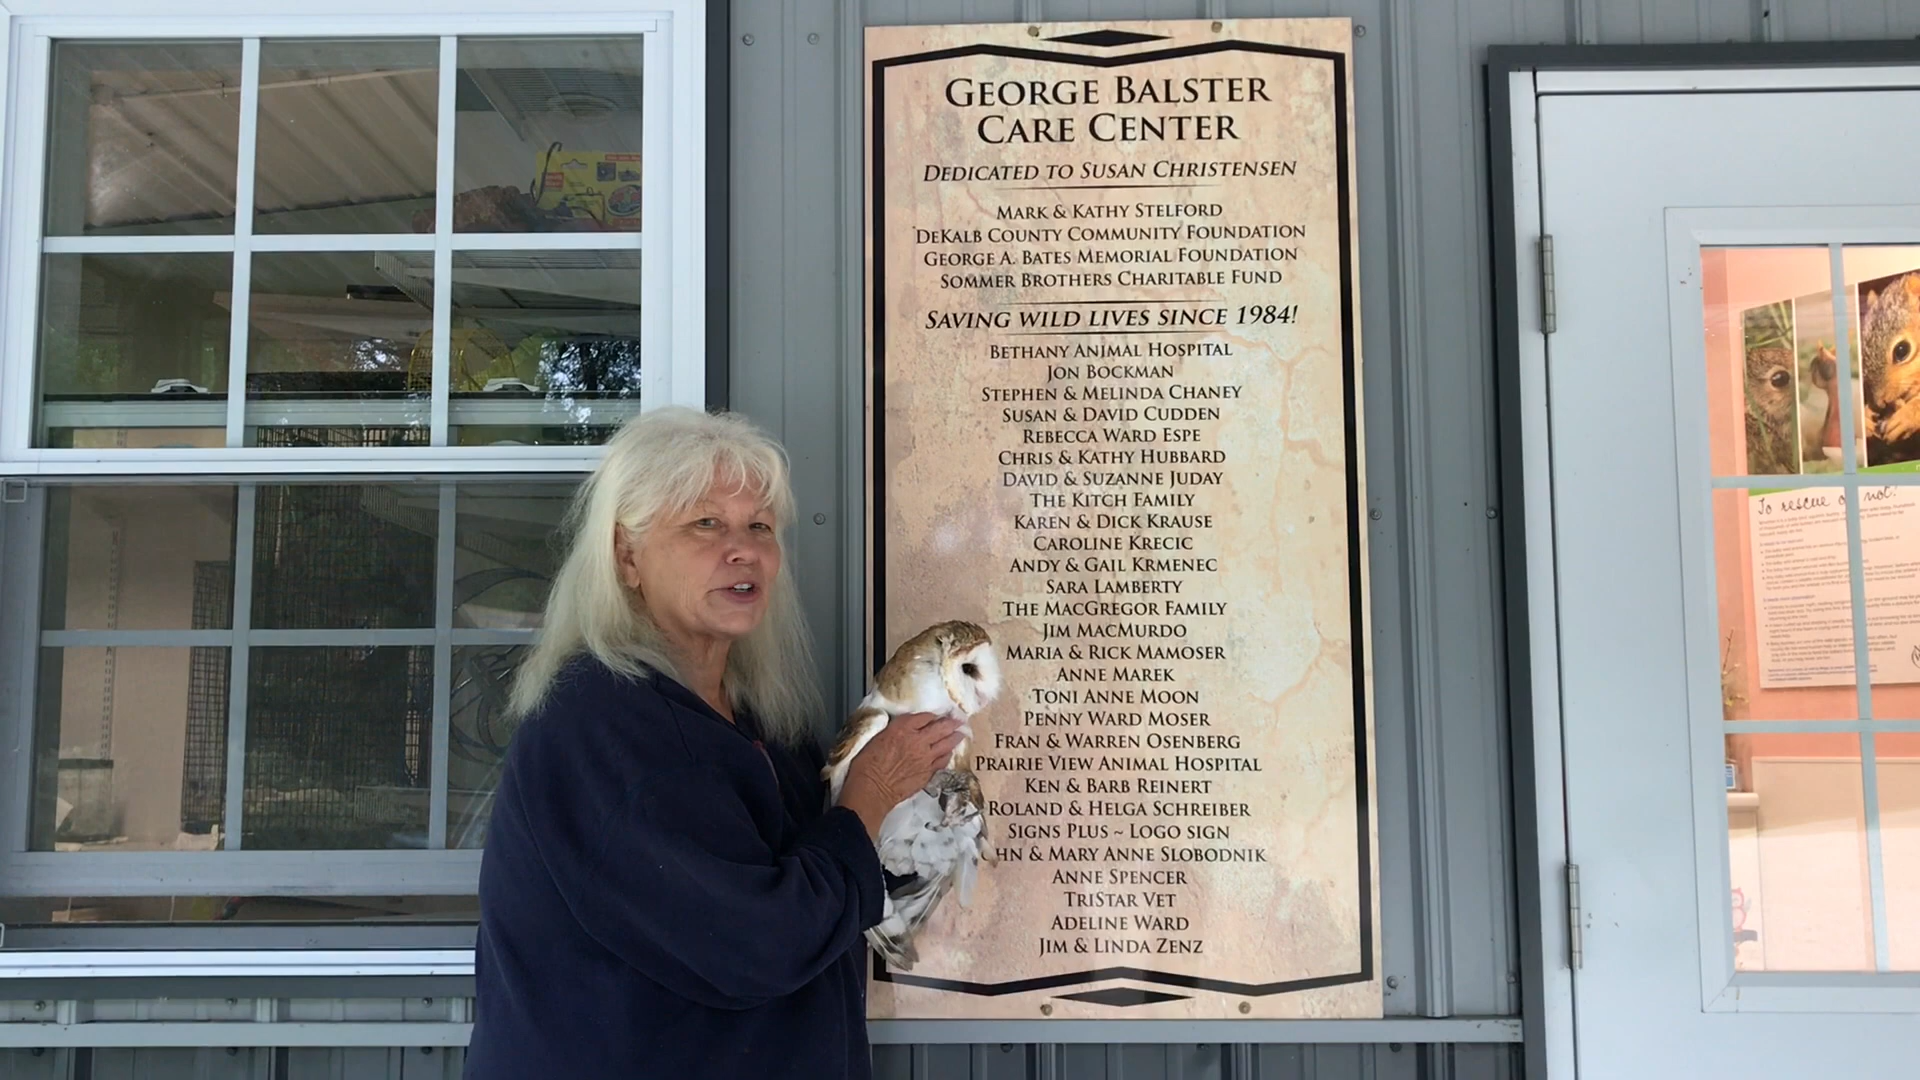 GEORGE BALSTER
CARE CENTER
DEDICATED TO SUSAN CHRISTENSEN
MARK & KATHY STELFORD
DEKALB COUNTY COMMUNITY FOUNDATION
GEORGE A. BATES MEMORIAL FOUNDATION
SOMMER BROTHERS CHARITABLE FUND
SAVING WILD LIVES SINCE 1984!
BETHANY ANIMAL HOSPITAL
JON BOCKMAN
STEPHEN & MELINDA CHANEY
SUSAN & DAVID CUDDEN
REBECCA WARD ESPE
CHRIS & KATHY HUBBARD
DAVID & SUZANNE JUDAY
THE KITCH FAMILY
KAREN & DICK KRAUSE
CAROLINE KRECIC
ANDY & GAIL KRMENEC
SARA LAMBERTY
THE MACGREGOR FAMILY
JIM MACMURDO
MARIA & RICK MAMOSER
ANNE MAREK
TONI ANNE MOON
PENNY WARD MOSER
FRAN & WARREN OSENBERG
PRAIRIE VIEW ANIMAL HOSPITAL
KEN & BARB REINERT
ROLAND & HELGA SCHREIBER
SIGNS PLUS ~ LOGO SIGN
HN & MARY ANNE SLOBODNIK
ANNE SPENCER
TRISTAR VET
ADELINE WARD
JIM & LINDA ZENZ
To rescue or not?